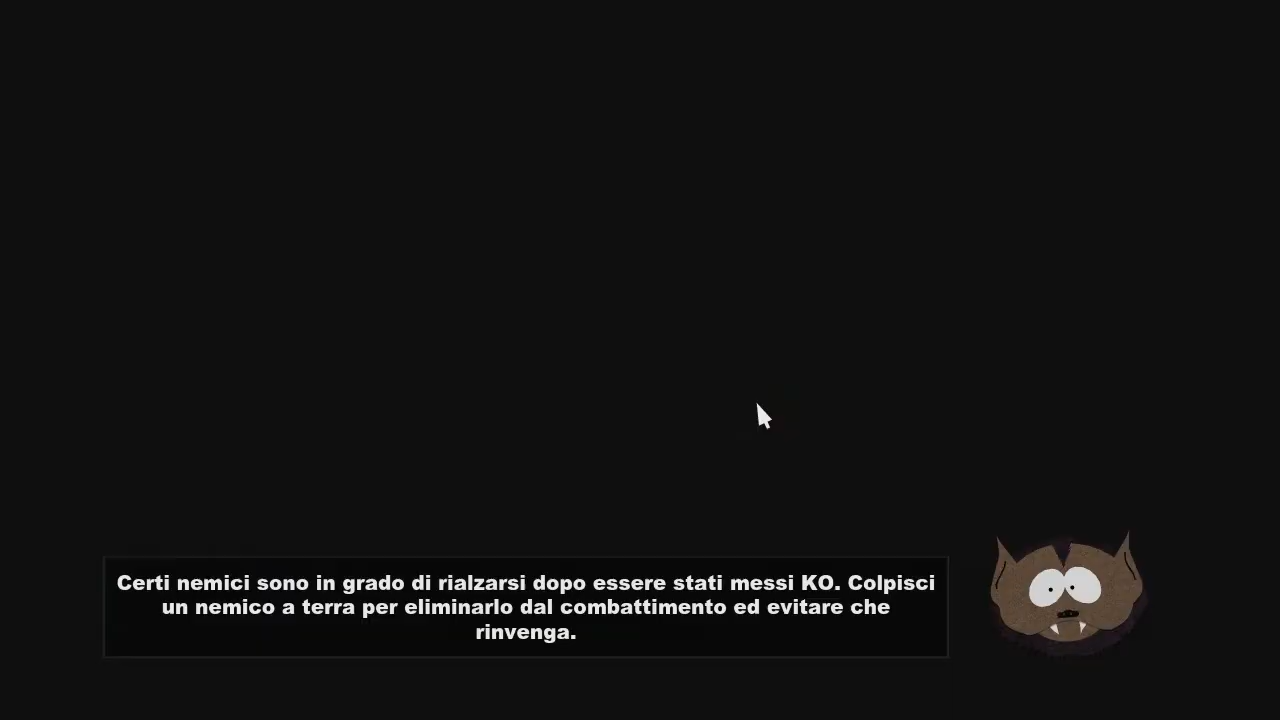 Certi nemici sono in grado di rialzarsi dopo essere stati messi KO. Colpisci
un nemico a terra per eliminarlo dal combattimento ed evitare che
rinvenga.